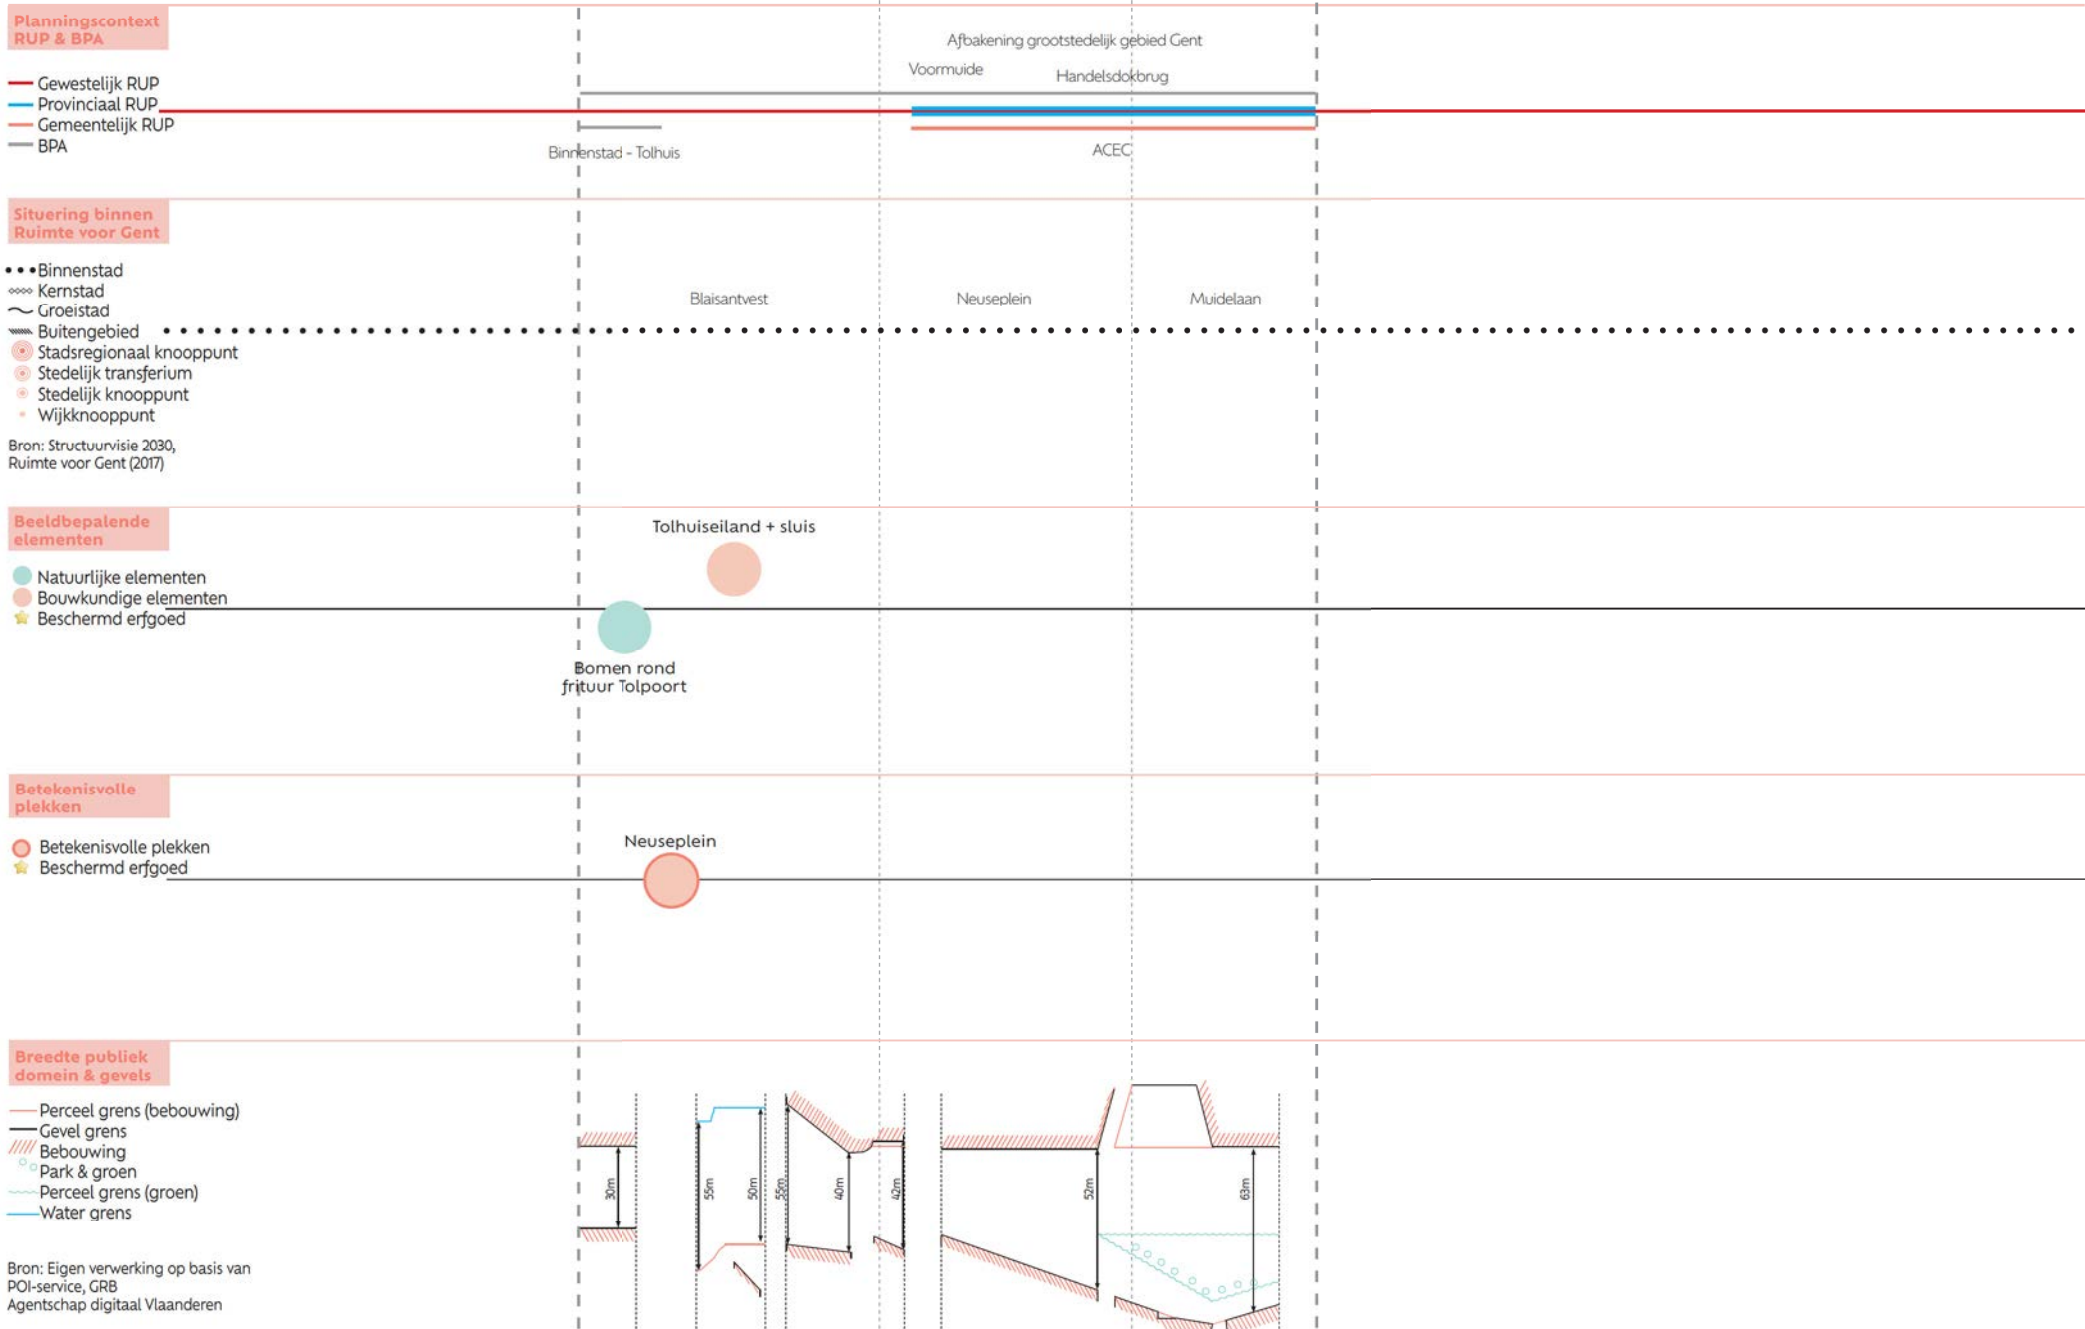 Planningscontext
RUP & BPA
Gewestelijk RUP
Provinciaal RUP
Gemeentelijk RUP
BPA
Afbakening grootstedelijk gebied Gent
Voormuide
Handelsdokbrug
Binnenstad - Tolhuis
ACEC
Situering binnen
Ruimte voor Gent
Binnenstad
Kernstad
Groeistad
Buitengebied
Stadsregionaal knooppunt
Stedelijk transferium
Stedelijk knooppunt
Wijkknooppunt
Bron: Structuurvisie 2030,
Ruimte voor Gent (2017)
Blaisantvest
Neuseplein
Muidelaan
Beeldbepalende
elementen
Natuurlijke elementen
Bouwkundige elementen
Beschermd erfgoed
Tolhuiseiland + sluis
Bomen rond
frituur Tolpoort
Betekenisvolle
plekken
Betekenisvolle plekken
Beschermd erfgoed
Neuseplein
Breedte publiek
domein & gevels
Perceel grens (bebouwing)
Gevel grens
Bebouwing
Park & groen
Perceel grens (groen)
Water grens
Bron: Eigen verwerking op basis van
POI-service, GRB
Agentschap digitaal Vlaanderen
30m
55m
50m
55m
40m
42m
52m
63m